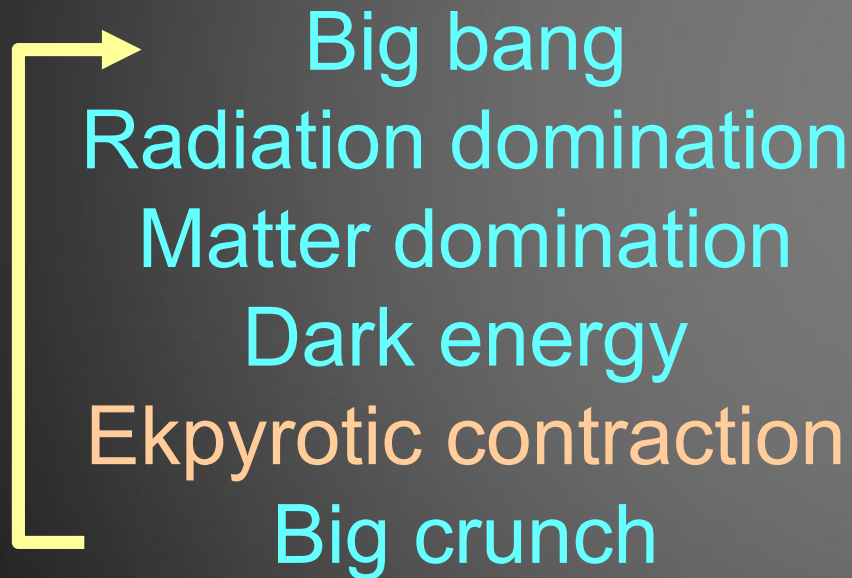 Big bang
Radiation domination
Matter domination
Dark energy
Ekpyrotic contraction
Big crunch